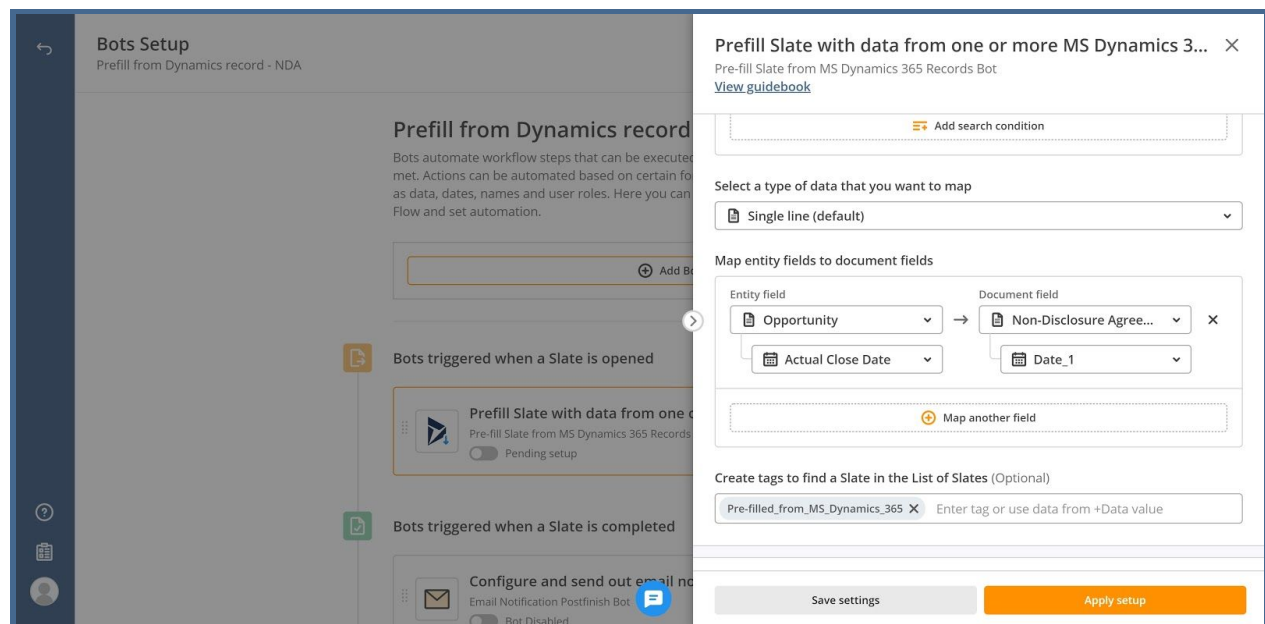 Bots Setup
Prefill from Dynamics record - NDA
Prefill from Dynamics record
Bots automate workflow steps that can be executed
met. Actions can be automated based on certain fo
as data, dates, names and user roles. Here you can
Flow and set automation.
Add Bo
Bots triggered when a Slate is opened
Prefill Slate with data from one o
Pre-fill Slate from MS Dynamics 365 Records
Pending setup
Bots triggered when a Slate is completed
Configure and send out email no
Email Notification Postfinish Bot
Bot Disabled
Prefill Slate with data from one or more MS Dynamics 3...
Pre-fill Slate from MS Dynamics 365 Records Bot
View guidebook
Add search condition
Select a type of data that you want to map
Single line (default)
Map entity fields to document fields
Entity field
Document field
Opportunity
Non-Disclosure Agree...
Actual Close Date
Date_1
Map another field
Create tags to find a Slate in the List of Slates (Optional)
Pre-filled_from_MS_Dynamics_365
Enter tag or use data from +Data value
Save settings
Apply setup